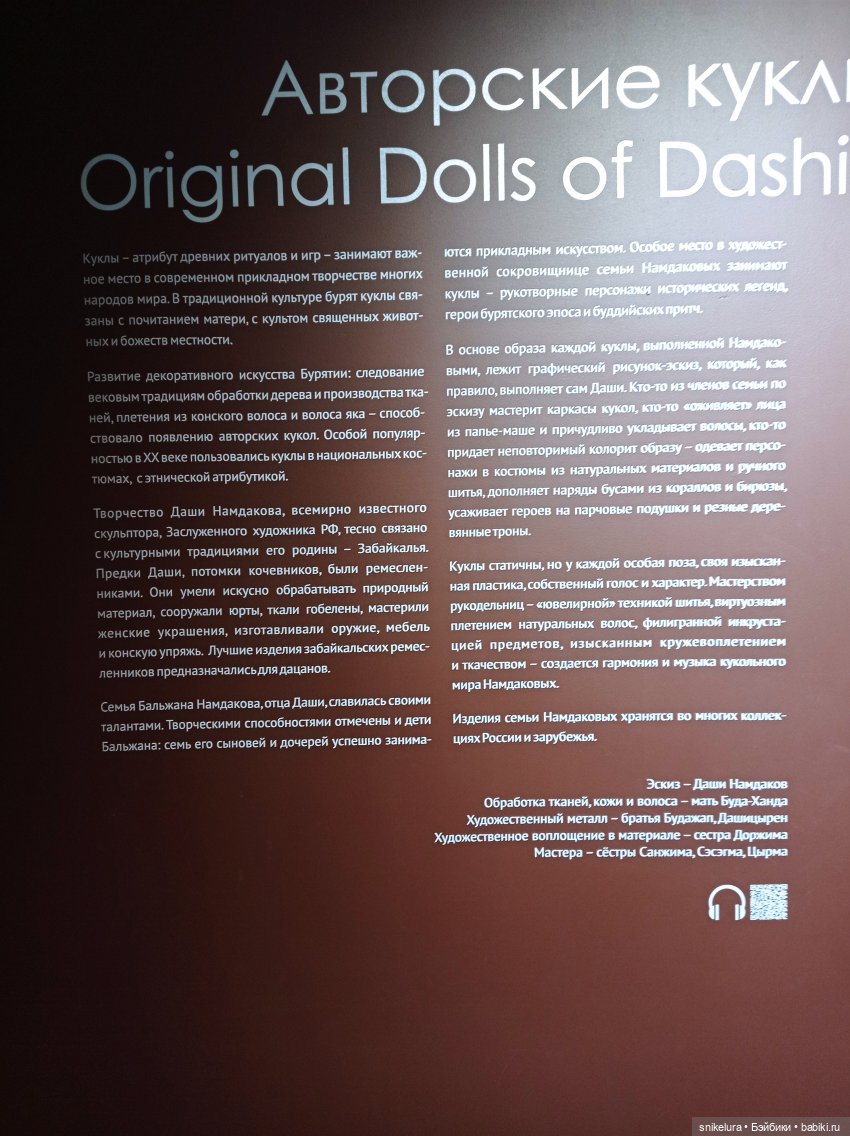 Авторские кукл
Original Dolls of Dashi
Куклы – атрибут древних ритуалов и игр – занимают важ-
ное место в современном прикладном творчестве многих
народов мира. В традиционной культуре бурят куклы свя-
заны с почитанием матери, с культом священных живот-
ных и божеств местности.
Развитие декоративного искусства Бурятии: следование
вековым традициям обработки дерева и производства тка-
ней, плетения из конского волоса и волоса яка – способ-
ствовало появлению авторских кукол. Особой популяр-
ностью в XX веке пользовались куклы в национальных кос-
тюмах, с этнической атрибутикой.
Творчество Даши Намдакова, всемирно известного
скульптора, Заслуженного художника РФ, тесно связано
с культурными традициями его родины – Забайкалья.
Предки Даши, потомки кочевников, были ремеслен-
никами. Они умели искусно обрабатывать природный
материал, сооружали юрты, ткали гобелены, мастерили
женские украшения, изготавливали оружие, мебель
и конскую упряжь. Лучшие изделия забайкальских ремес-
ленников предназначались для дацанов.
Семья Бальжана Намдакова, отца Даши, славилась своими
талантами. Творческими способностями отмечены и дети
Бальжана: семь его сыновей и дочерей успешно занима-
ются прикладным искусством. Особое место в художест-
венной сокровищнице семьи Намдаковых занимают
куклы – рукотворные персонажи исторических легенд,
герои бурятского эпоса и буддийских притч.
В основе образа каждой куклы, выполненной Намдако-
выми, лежит графический рисунок-эскиз, который, как
правило, выполняет сам Даши. Кто-то из членов семьи по
эскизу мастерит каркасы кукол, кто-то «оживляет» лица
из папье-маше и причудливо укладывает волосы, кто-то
придает неповторимый колорит образу – одевает персо-
нажи в костюмы из натуральных материалов и ручного
шитья, дополняет наряды бусами из кораллов и бирюзы,
усаживает героев на парчовые подушки и резные дере-
вянные троны.
Куклы статичны, но у каждой особая поза, своя изыскан-
ная пластика, собственный голос и характер. Мастерством
рукодельниц – «ювелирной» техникой шитья, виртуозным
плетением натуральных волос, филигранной инкруста-
цией предметов, изысканным кружевоплетением
и ткачеством – создается гармония и музыка кукольного
мира Намдаковых.
Изделия семьи Намдаковых хранятся во многих коллек-
циях России и зарубежья.
Эскиз – Даши Намдаков
Обработка тканей, кожи и волоса – мать Буда-Ханда
Художественный металл – братья Будажап, Дашицырен
Художественное воплощение в материале – сестра Доржима
Мастера – сёстры Санжима, Сэсэгма, Цырма
snikelura • Бэйбики • babiki.ru